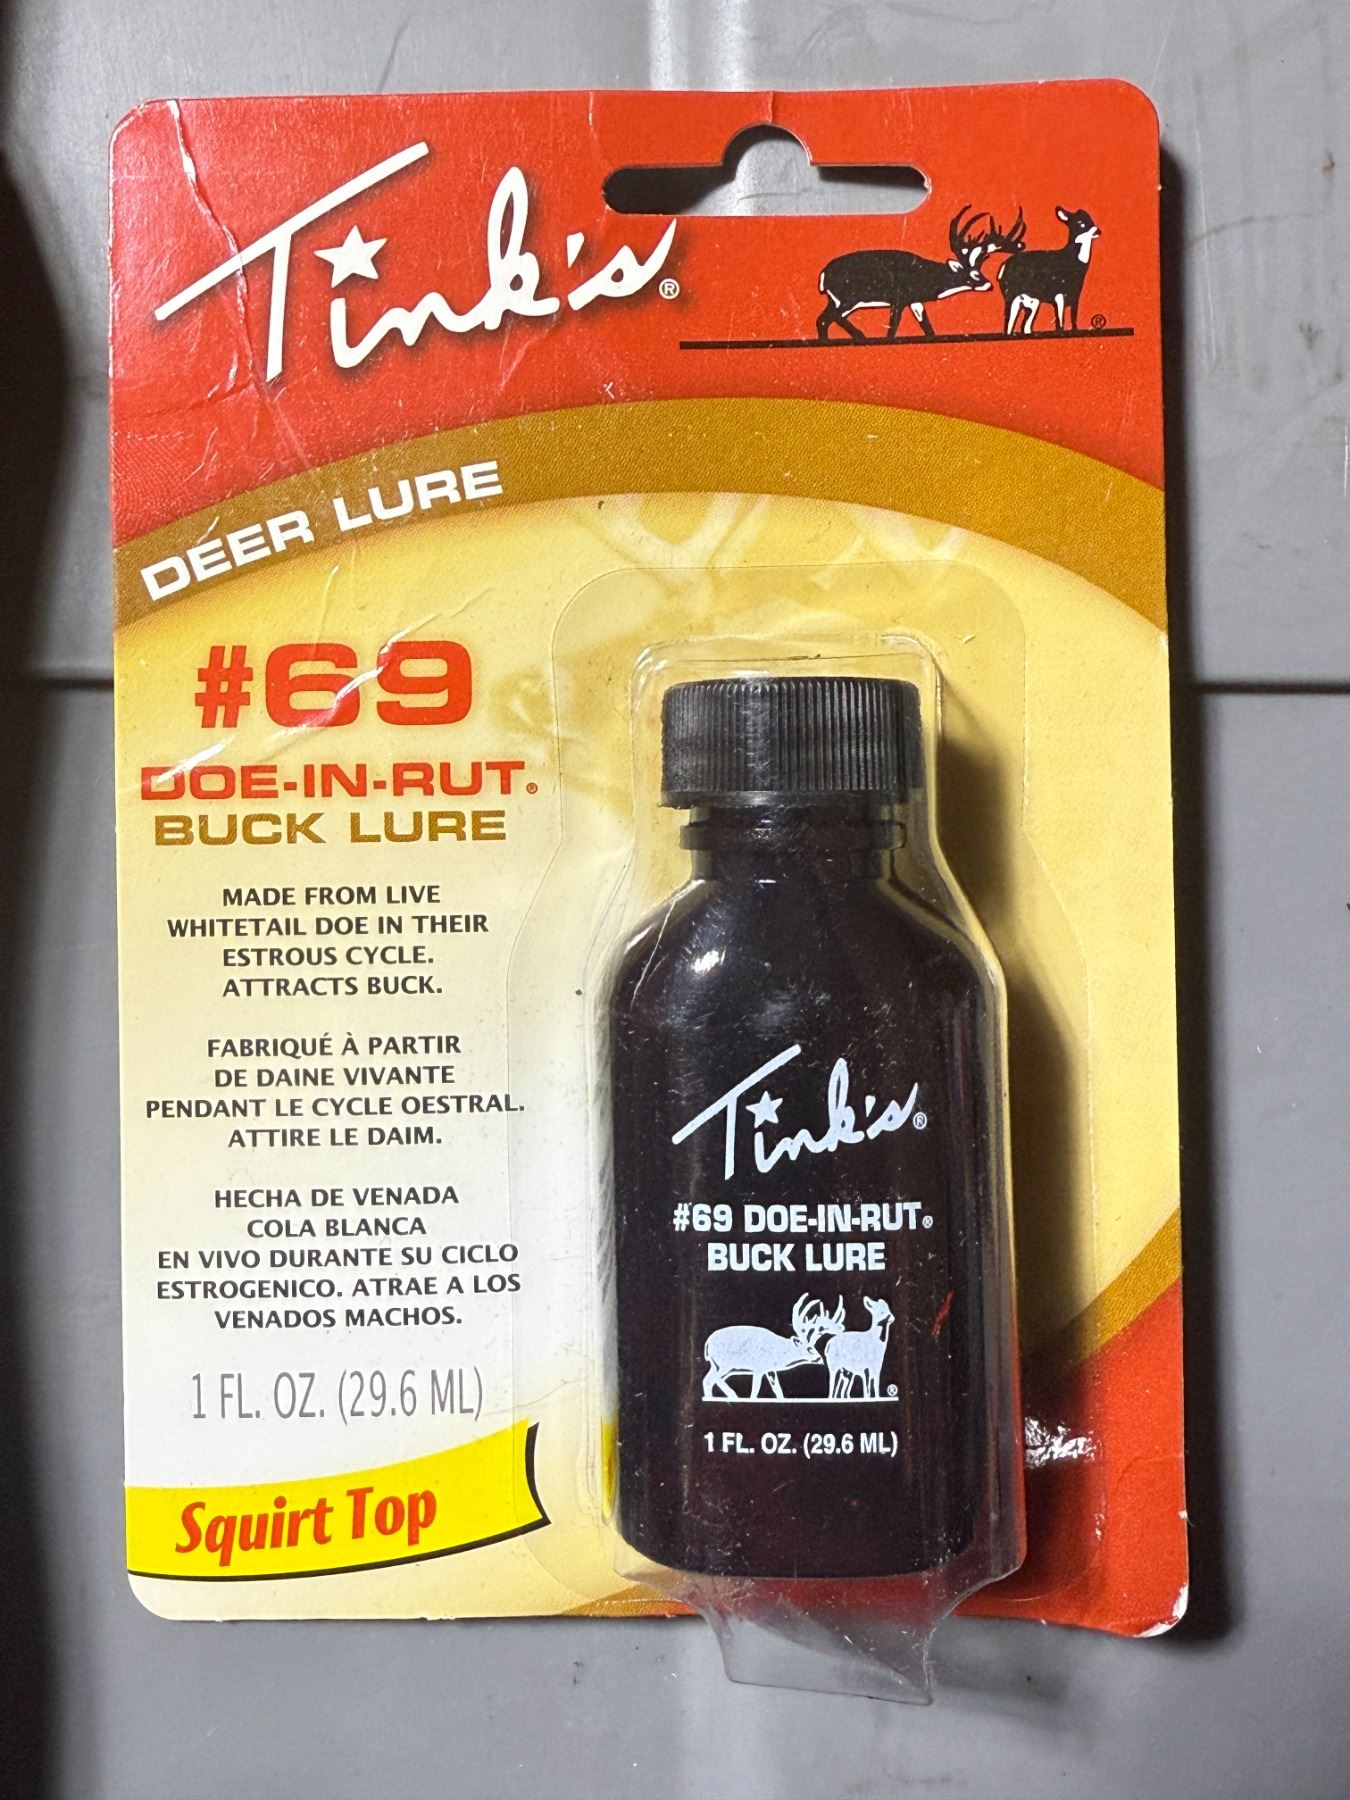 Tink's®
®
DEER LURE
#69
DOE-IN-RUT®
BUCK LURE
MADE FROM LIVE
WHITETAIL DOE IN THEIR
ESTROUS CYCLE.
ATTRACTS BUCK.
FABRIQUÉ À PARTIR
DE DAINE VIVANTE
PENDANT LE CYCLE OESTRAL.
ATTIRE LE DAIM.
HECHA DE VENADA
COLA BLANCA
EN VIVO DURANTE SU CICLO
ESTROGENICO. ATRAE A LOS
VENADOS MACHOS.
1 FL. OZ. (29.6 ML)
Squirt Top
Tink's®
#69 DOE-IN-RUT®
BUCK LURE
®
1 FL. OZ. (29.6 ML)